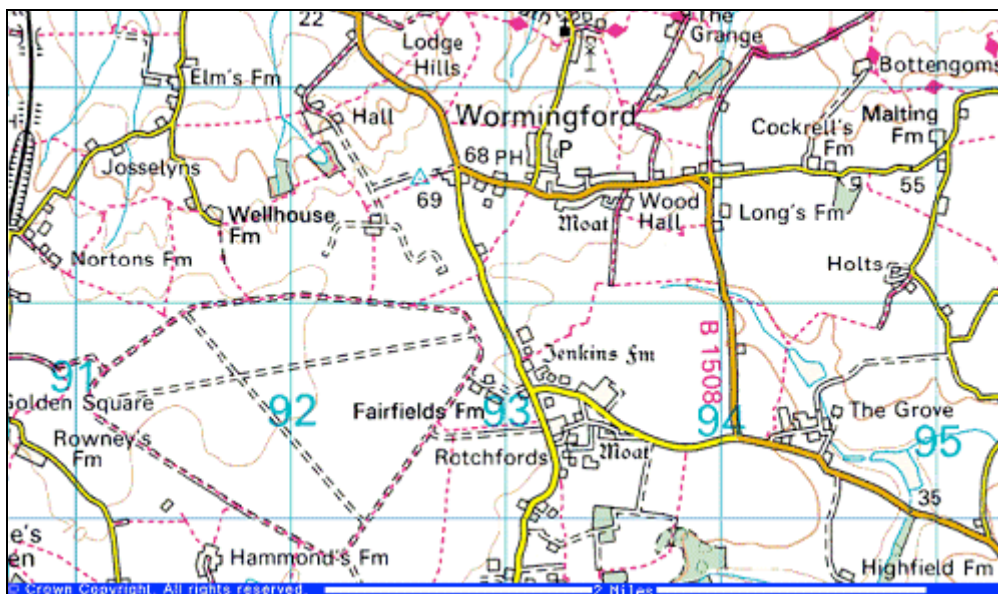 22
The
Grange
Lodge
Hills
Bottengoms
Elm's Fm
Hall
Wormingford
Malting
Fm
Cockrell's
Fm
68 PH
P
Josselyns
69
55
Wood
Hall
Long's Fm
Moat
Wellhouse
Fm
Nortons Fm
Holts
B 1508
Jenkins Fm
91
92
93
94
95
Golden Square
Fairfields Fm
The Grove
Rowney's
Fm
Rotchfords
Moat
35
Hammond's Fm
Highfield Fm
© Crown Copyright. All rights reserved.
2 Miles